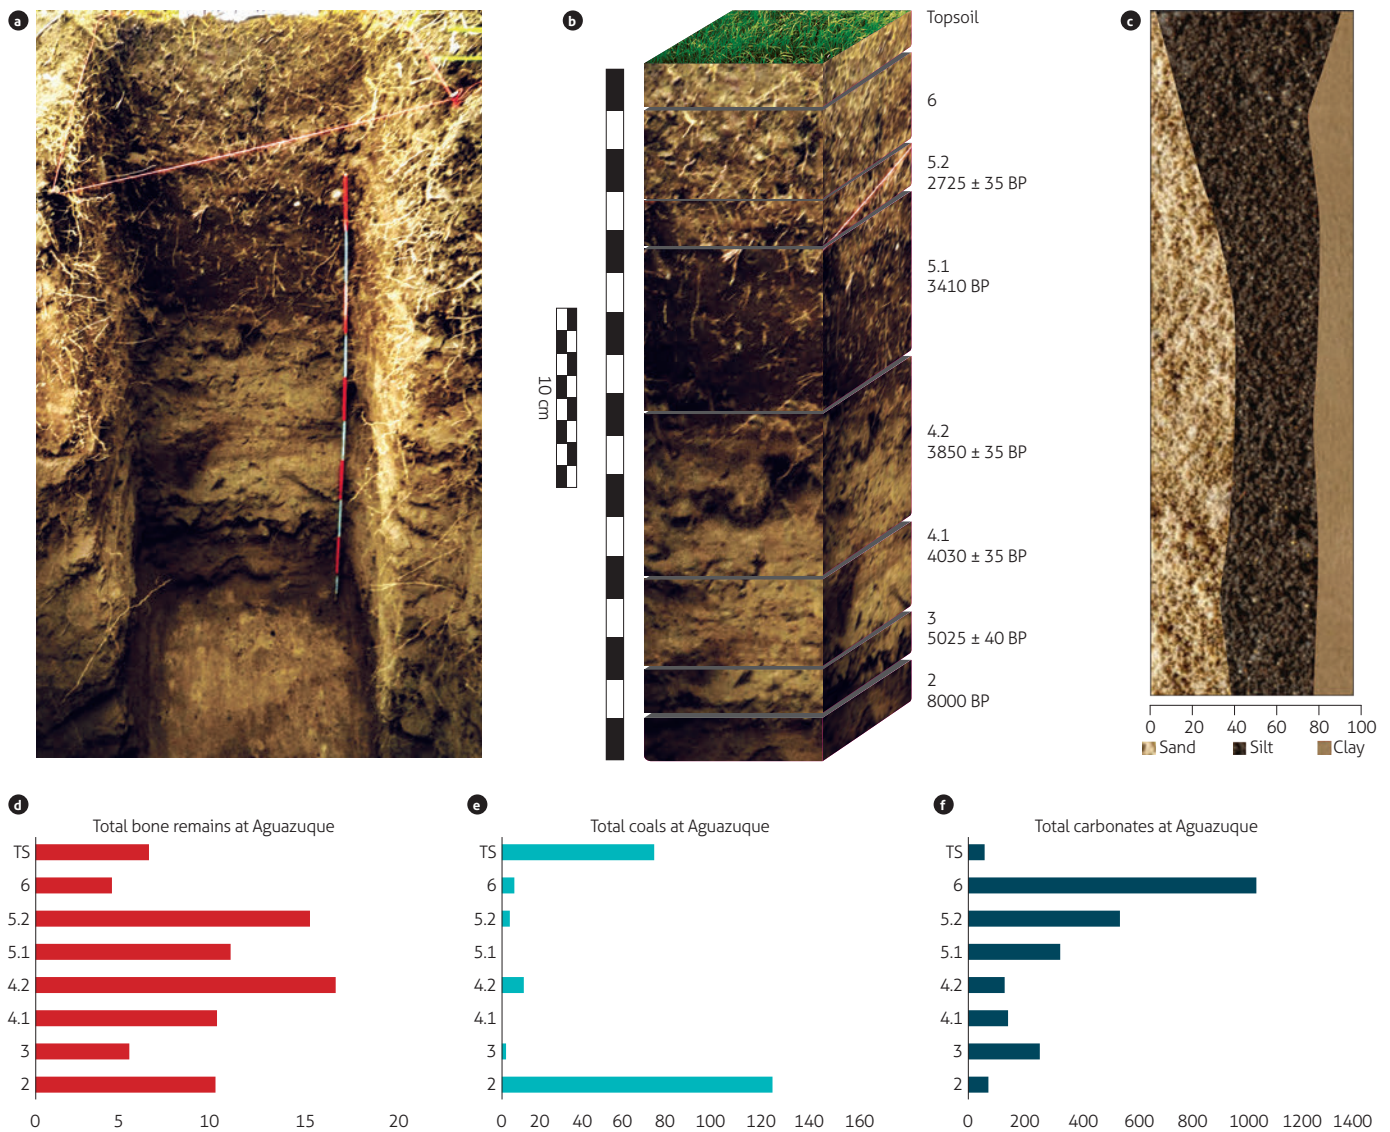 a
b
c
Topsoil
6
5.2
2725 ± 35 BP
5.1
3410 BP
4.2
3850 ± 35 BP
4.1
4030 ± 35 BP
3
5025 ± 40 BP
2
8000 BP
10 cm
0 20 40 60 80 100
Sand Silt Clay
d
Total bone remains at Aguazuque
TS
6
5.2
5.1
4.2
4.1
3
2
0 5 10 15 20
e
Total coals at Aguazuque
TS
6
5.2
5.1
4.2
4.1
3
2
0 20 40 60 80 100 140 160
f
Total carbonates at Aguazuque
TS
6
5.2
5.1
4.2
4.1
3
2
0 200 400 600 800 1000 1200 1400